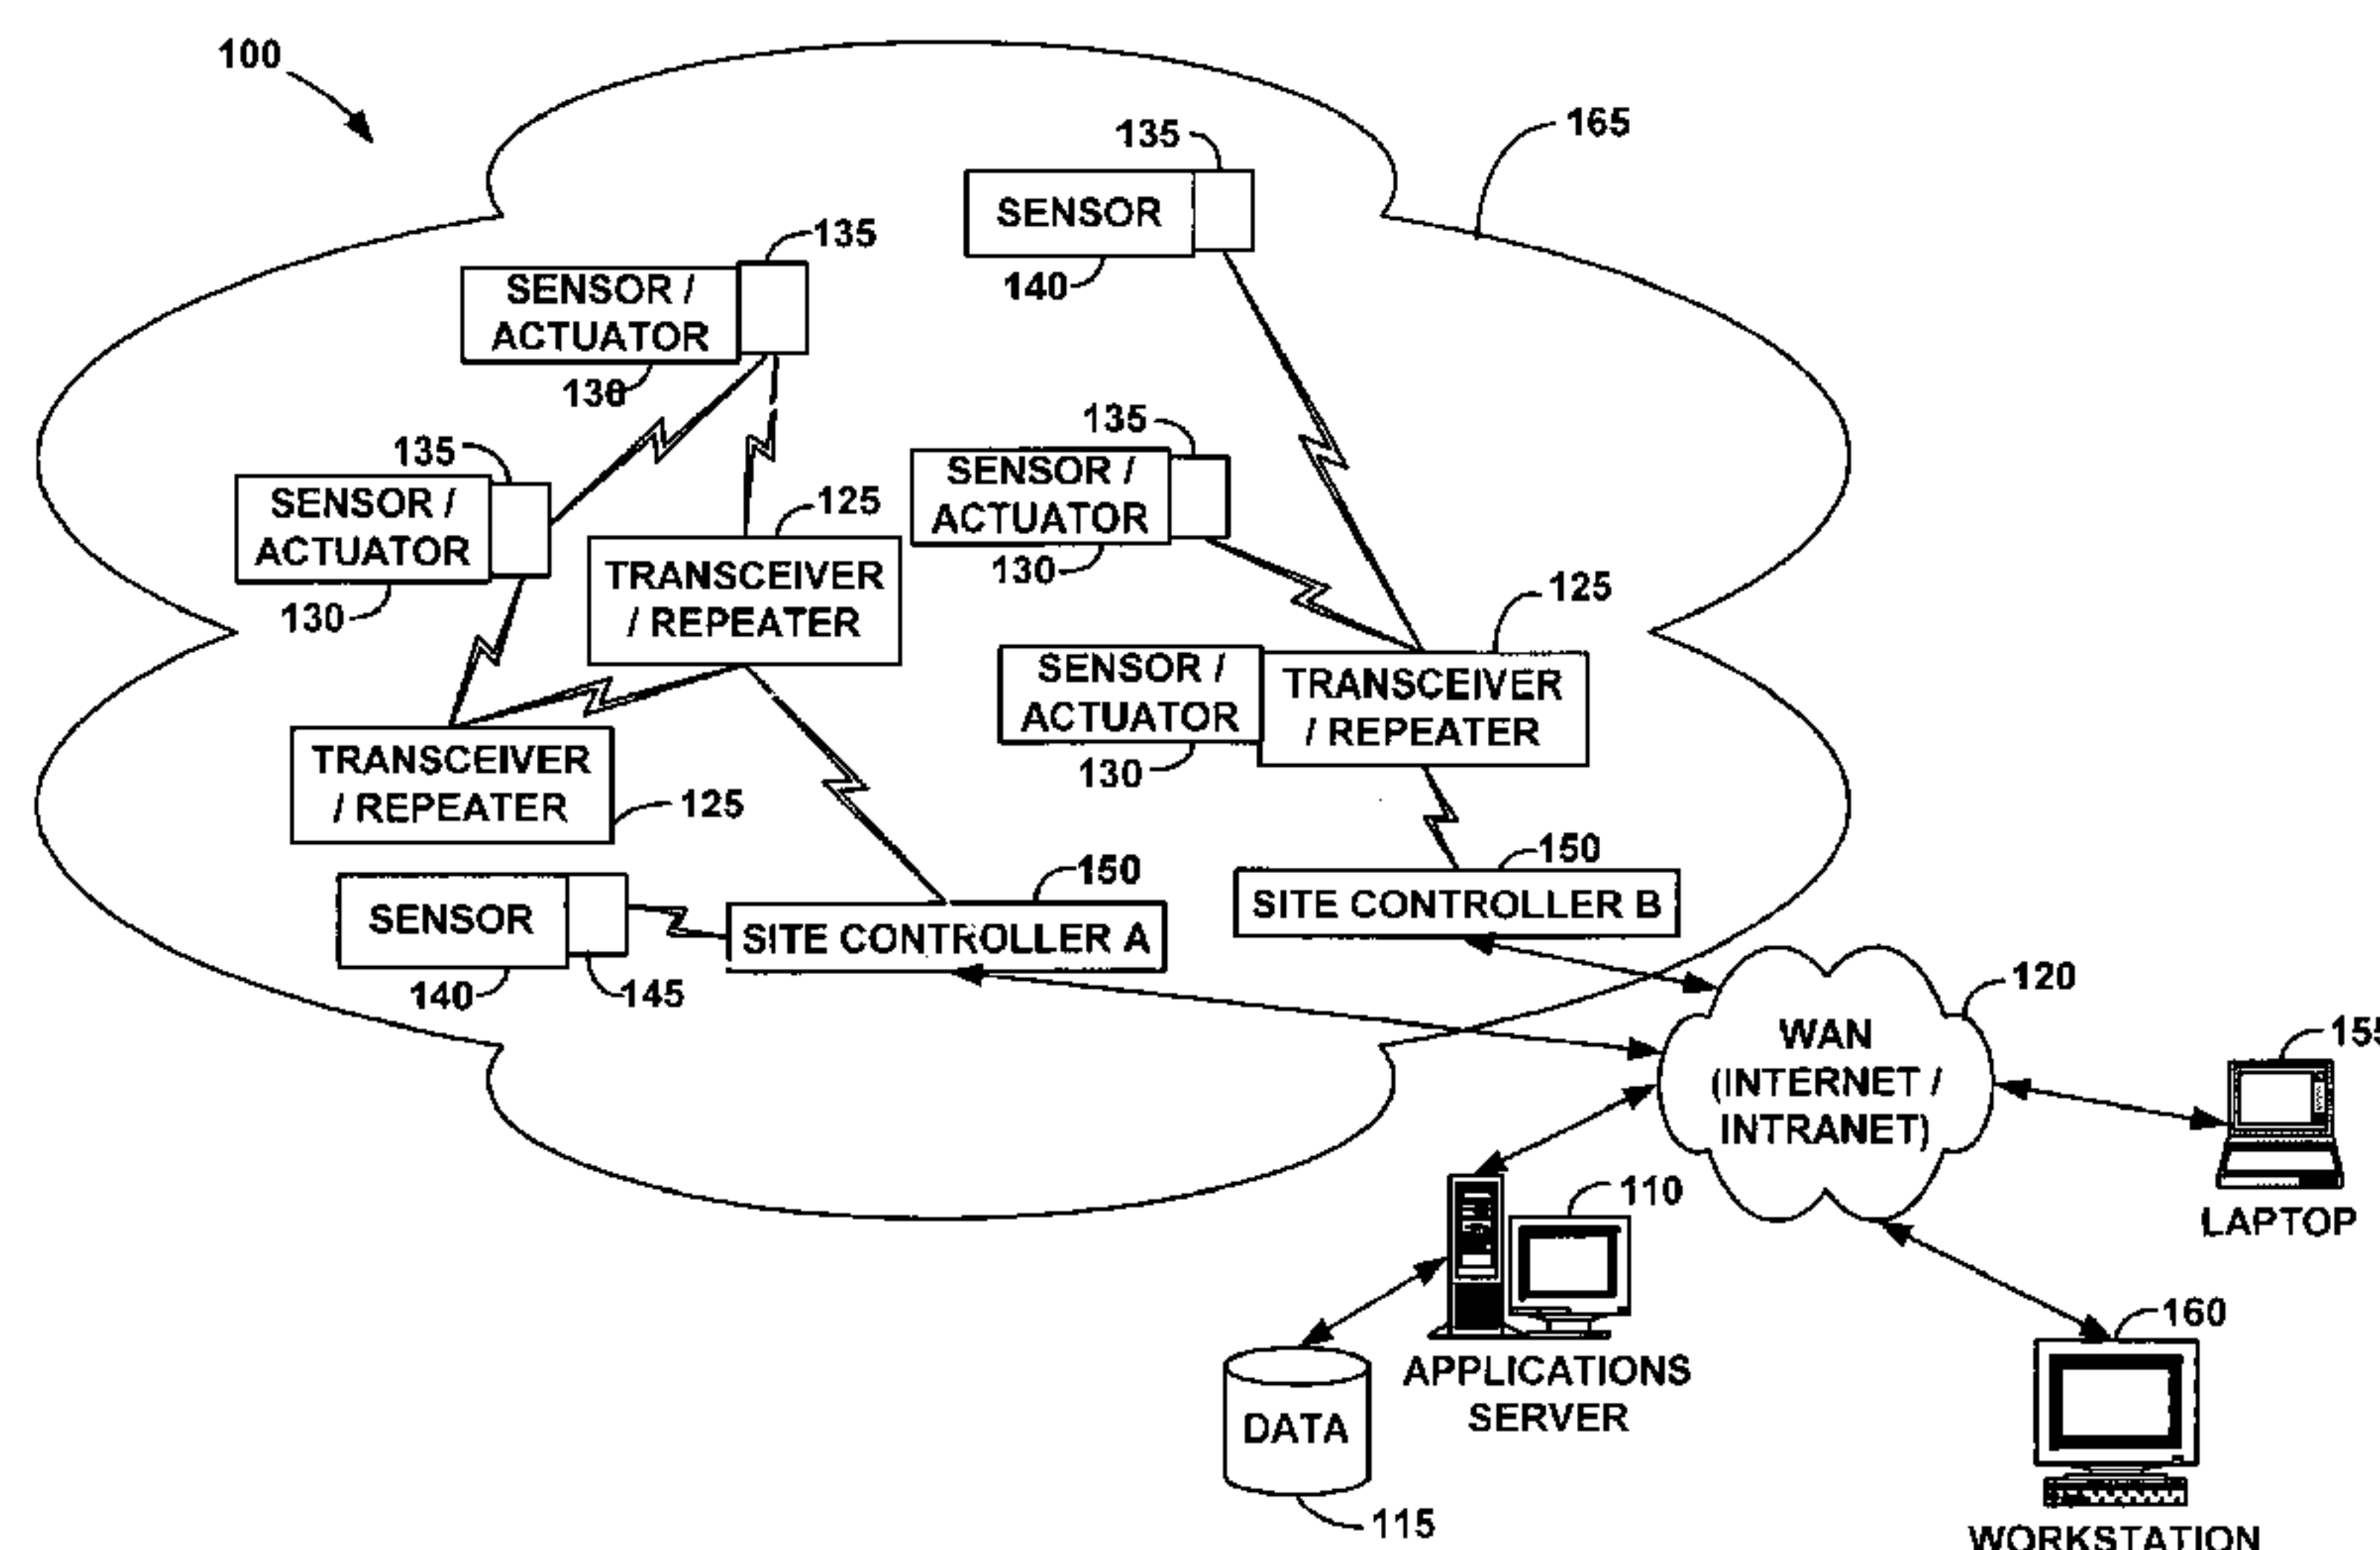 100
165
135
SENSOR
140
135
SENSOR /
ACTUATOR
130
135
SENSOR /
ACTUATOR
130
135
SENSOR /
ACTUATOR
130
125
TRANSCEIVER
/ REPEATER
125
SENSOR /
ACTUATOR
130
TRANSCEIVER
/ REPEATER
TRANSCEIVER
/ REPEATER
125
150
SITE CONTROLLER B
SENSOR
140
145
150
SITE CONTROLLER A
120
WAN
(INTERNET /
INTRANET)
155
LAPTOP
110
APPLICATIONS
SERVER
DATA
115
160
WORKSTATION